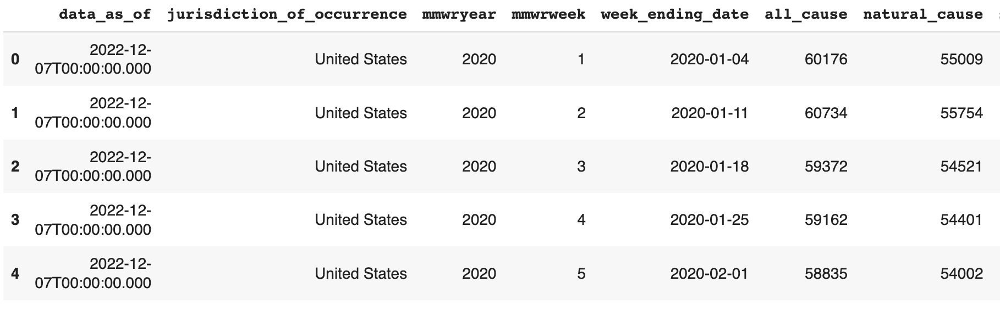 data_as_of jurisdiction_of_occurrence mmwryear mmwrweek week_ending_date all_cause natural_cause
0 2022-12-07T00:00:00.000 United States 2020 1 2020-01-04 60176 55009
1 2022-12-07T00:00:00.000 United States 2020 2 2020-01-11 60734 55754
2 2022-12-07T00:00:00.000 United States 2020 3 2020-01-18 59372 54521
3 2022-12-07T00:00:00.000 United States 2020 4 2020-01-25 59162 54401
4 2022-12-07T00:00:00.000 United States 2020 5 2020-02-01 58835 54002